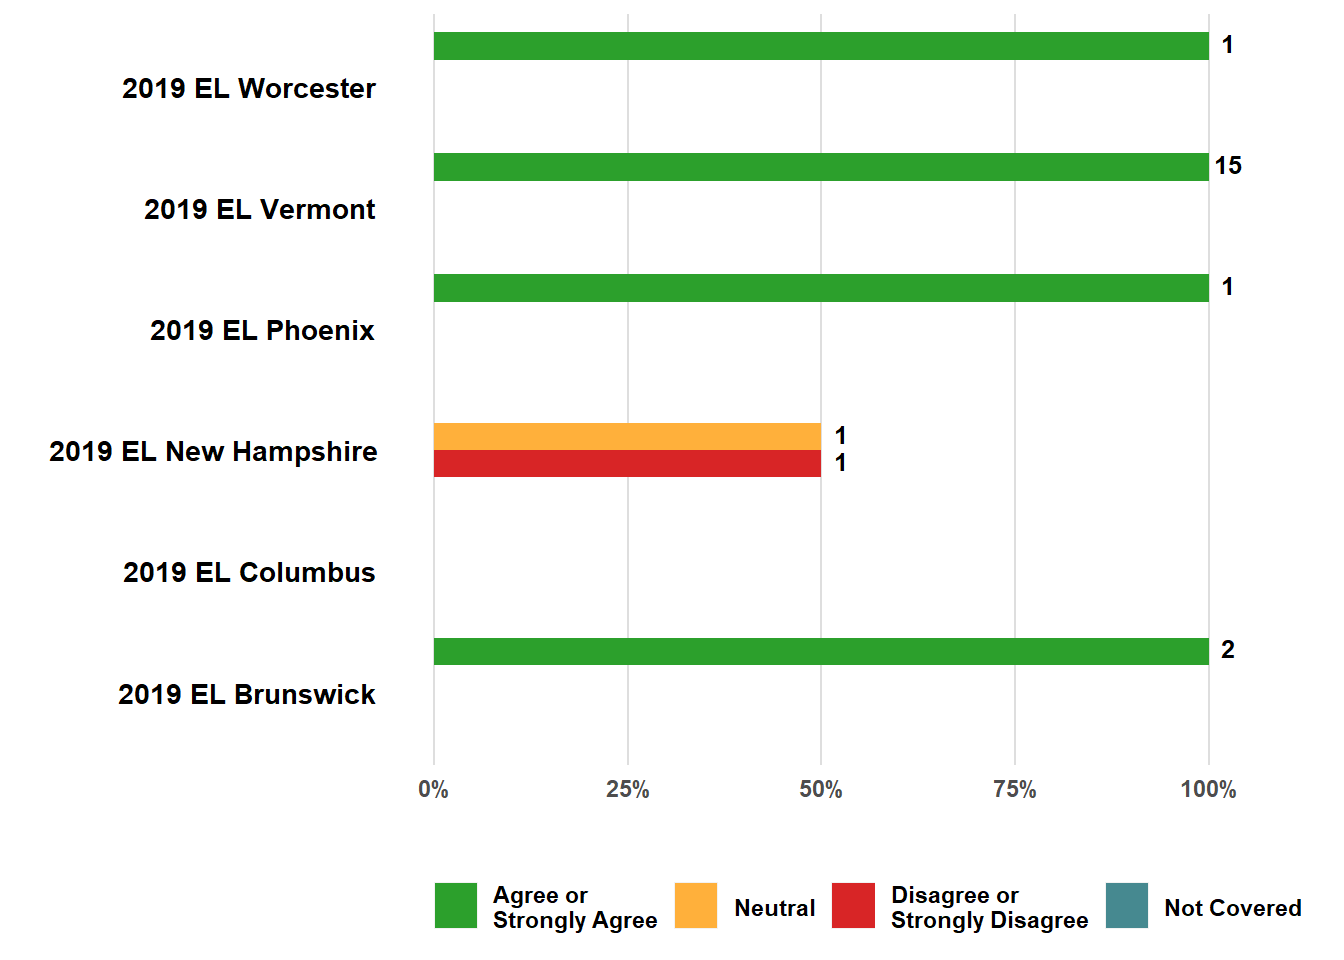 1
2019 EL Worcester
15
2019 EL Vermont
1
2019 EL Phoenix
1
2019 EL New Hampshire
1
2019 EL Columbus
2
2019 EL Brunswick
0% 25% 50% 75% 100%
Agree or
Strongly Agree
Neutral
Disagree or
Strongly Disagree
Not Covered